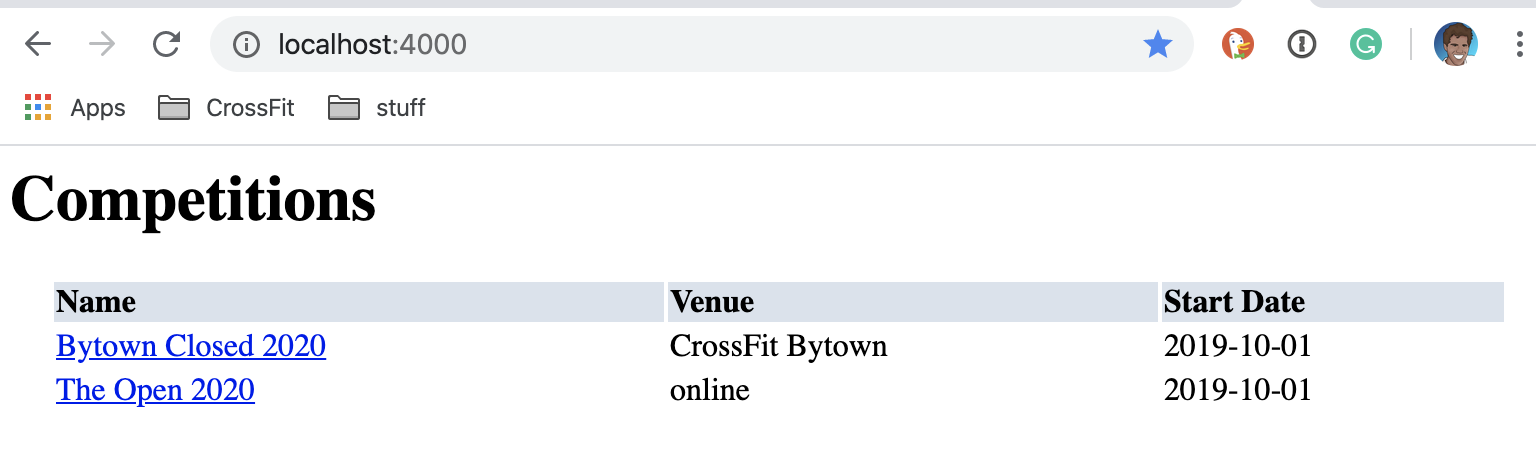 localhost:4000
Apps CrossFit stuff
Competitions
Name Venue Start Date
Bytown Closed 2020 CrossFit Bytown 2019-10-01
The Open 2020 online 2019-10-01